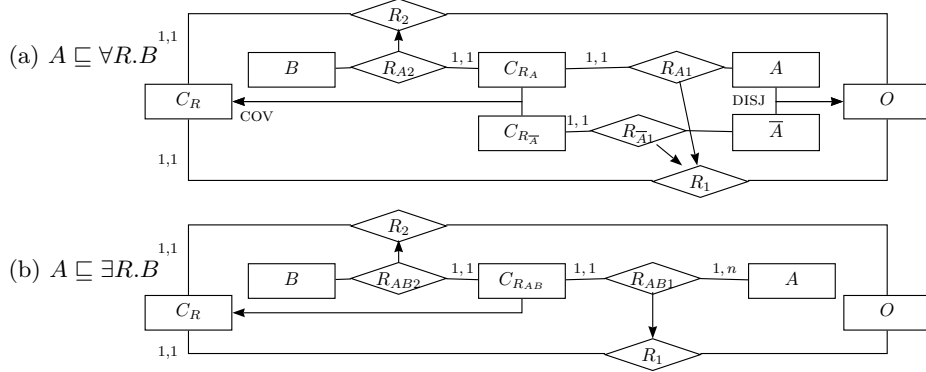 R_2
(a) A ⊑ ∀R.B
1,1
B
R_{A2}
1,1
C_{R_A}
1,1
R_{A1}
A
C_R
COV
DISJ
O
C_{R_{\overline{A}}}
1,1
R_{\overline{A}1}
\overline{A}
1,1
R_1
R_2
(b) A ⊑ ∃R.B
1,1
B
R_{AB2}
1,1
C_{R_{AB}}
1,1
R_{AB1}
1,n
A
C_R
O
1,1
R_1